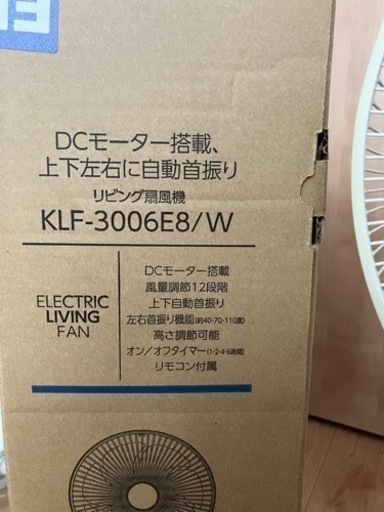 DCモーター搭載、
上下左右に自動首振り
リビング扇風機
KLF-3006E8/W
ELECTRIC
LIVING
FAN
DCモーター搭載
風量調節12段階
上下自動首振り
左右首振り機能(約40·70·110度)
高さ調節可能
オン/オフタイマー(1·2·4·6時間)
リモコン付属